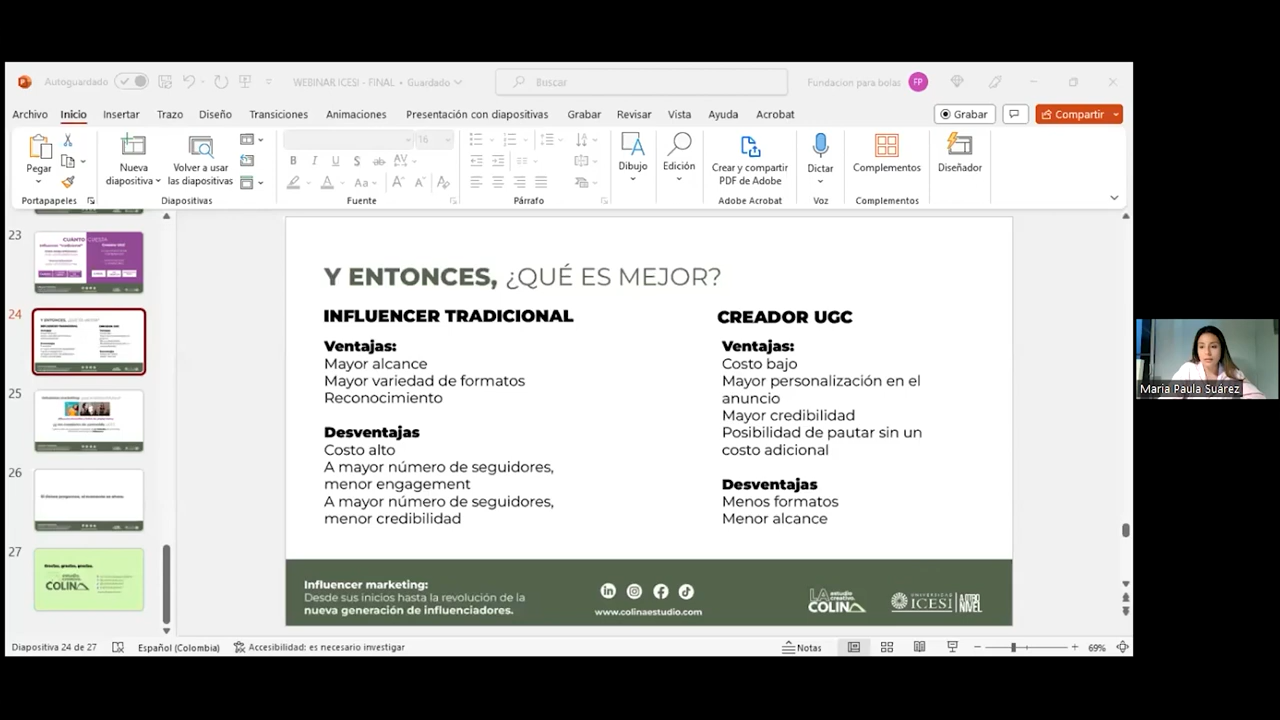 Autoguardado
WEBINAR ICESI - FINAL • Guardado
Buscar
Fundacion para bolas
FP
Archivo
Inicio
Insertar
Trazo
Diseño
Transiciones
Animaciones
Presentación con diapositivas
Grabar
Revisar
Vista
Ayuda
Acrobat
Grabar
Compartir
Pegar
Nueva
diapositiva
Volver a usar
las diapositivas
16
Dibujo
Edición
Crear y compartir
PDF de Adobe
Dictar
Complementos
Diseñador
Portapapeles
Diapositivas
Fuente
Párrafo
Adobe Acrobat
Voz
Complementos
23
24
25
26
27
Y ENTONCES, ¿QUÉ ES MEJOR?
INFLUENCER TRADICIONAL
Ventajas:
Mayor alcance
Mayor variedad de formatos
Reconocimiento
Desventajas
Costo alto
A mayor número de seguidores,
menor engagement
A mayor número de seguidores,
menor credibilidad
CREADOR UGC
Ventajas:
Costo bajo
Mayor personalización en el
anuncio
Mayor credibilidad
Posibilidad de pautar sin un
costo adicional
Desventajas
Menos formatos
Menor alcance
Influencer marketing:
Desde sus inicios hasta la revolución de la
nueva generación de influenciadores.
www.colinaestudio.com
LA estudio creativo
COLINA
UNIVERSIDAD
ICESI
A OTRO
NIVEL
Maria Paula Suárez
Diapositiva 24 de 27
Español (Colombia)
Accesibilidad: es necesario investigar
Notas
69%